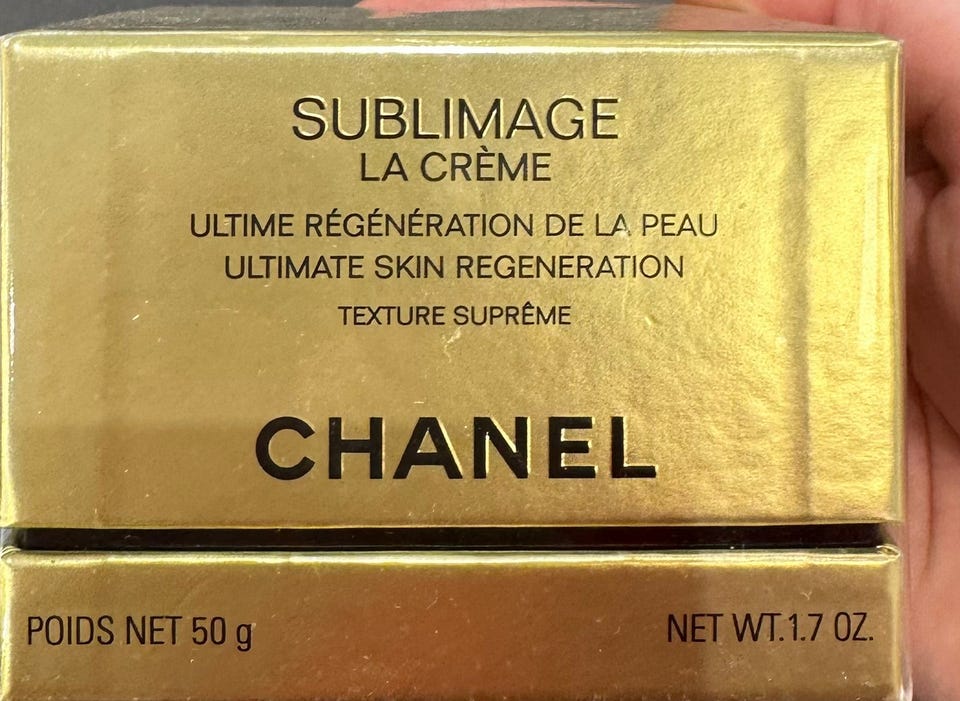 SUBLIMAGE
LA CRÈME
ULTIME RÉGÉNÉRATION DE LA PEAU
ULTIMATE SKIN REGENERATION
TEXTURE SUPRÊME
CHANEL
POIDS NET 50 g NET WT.1.7 OZ.